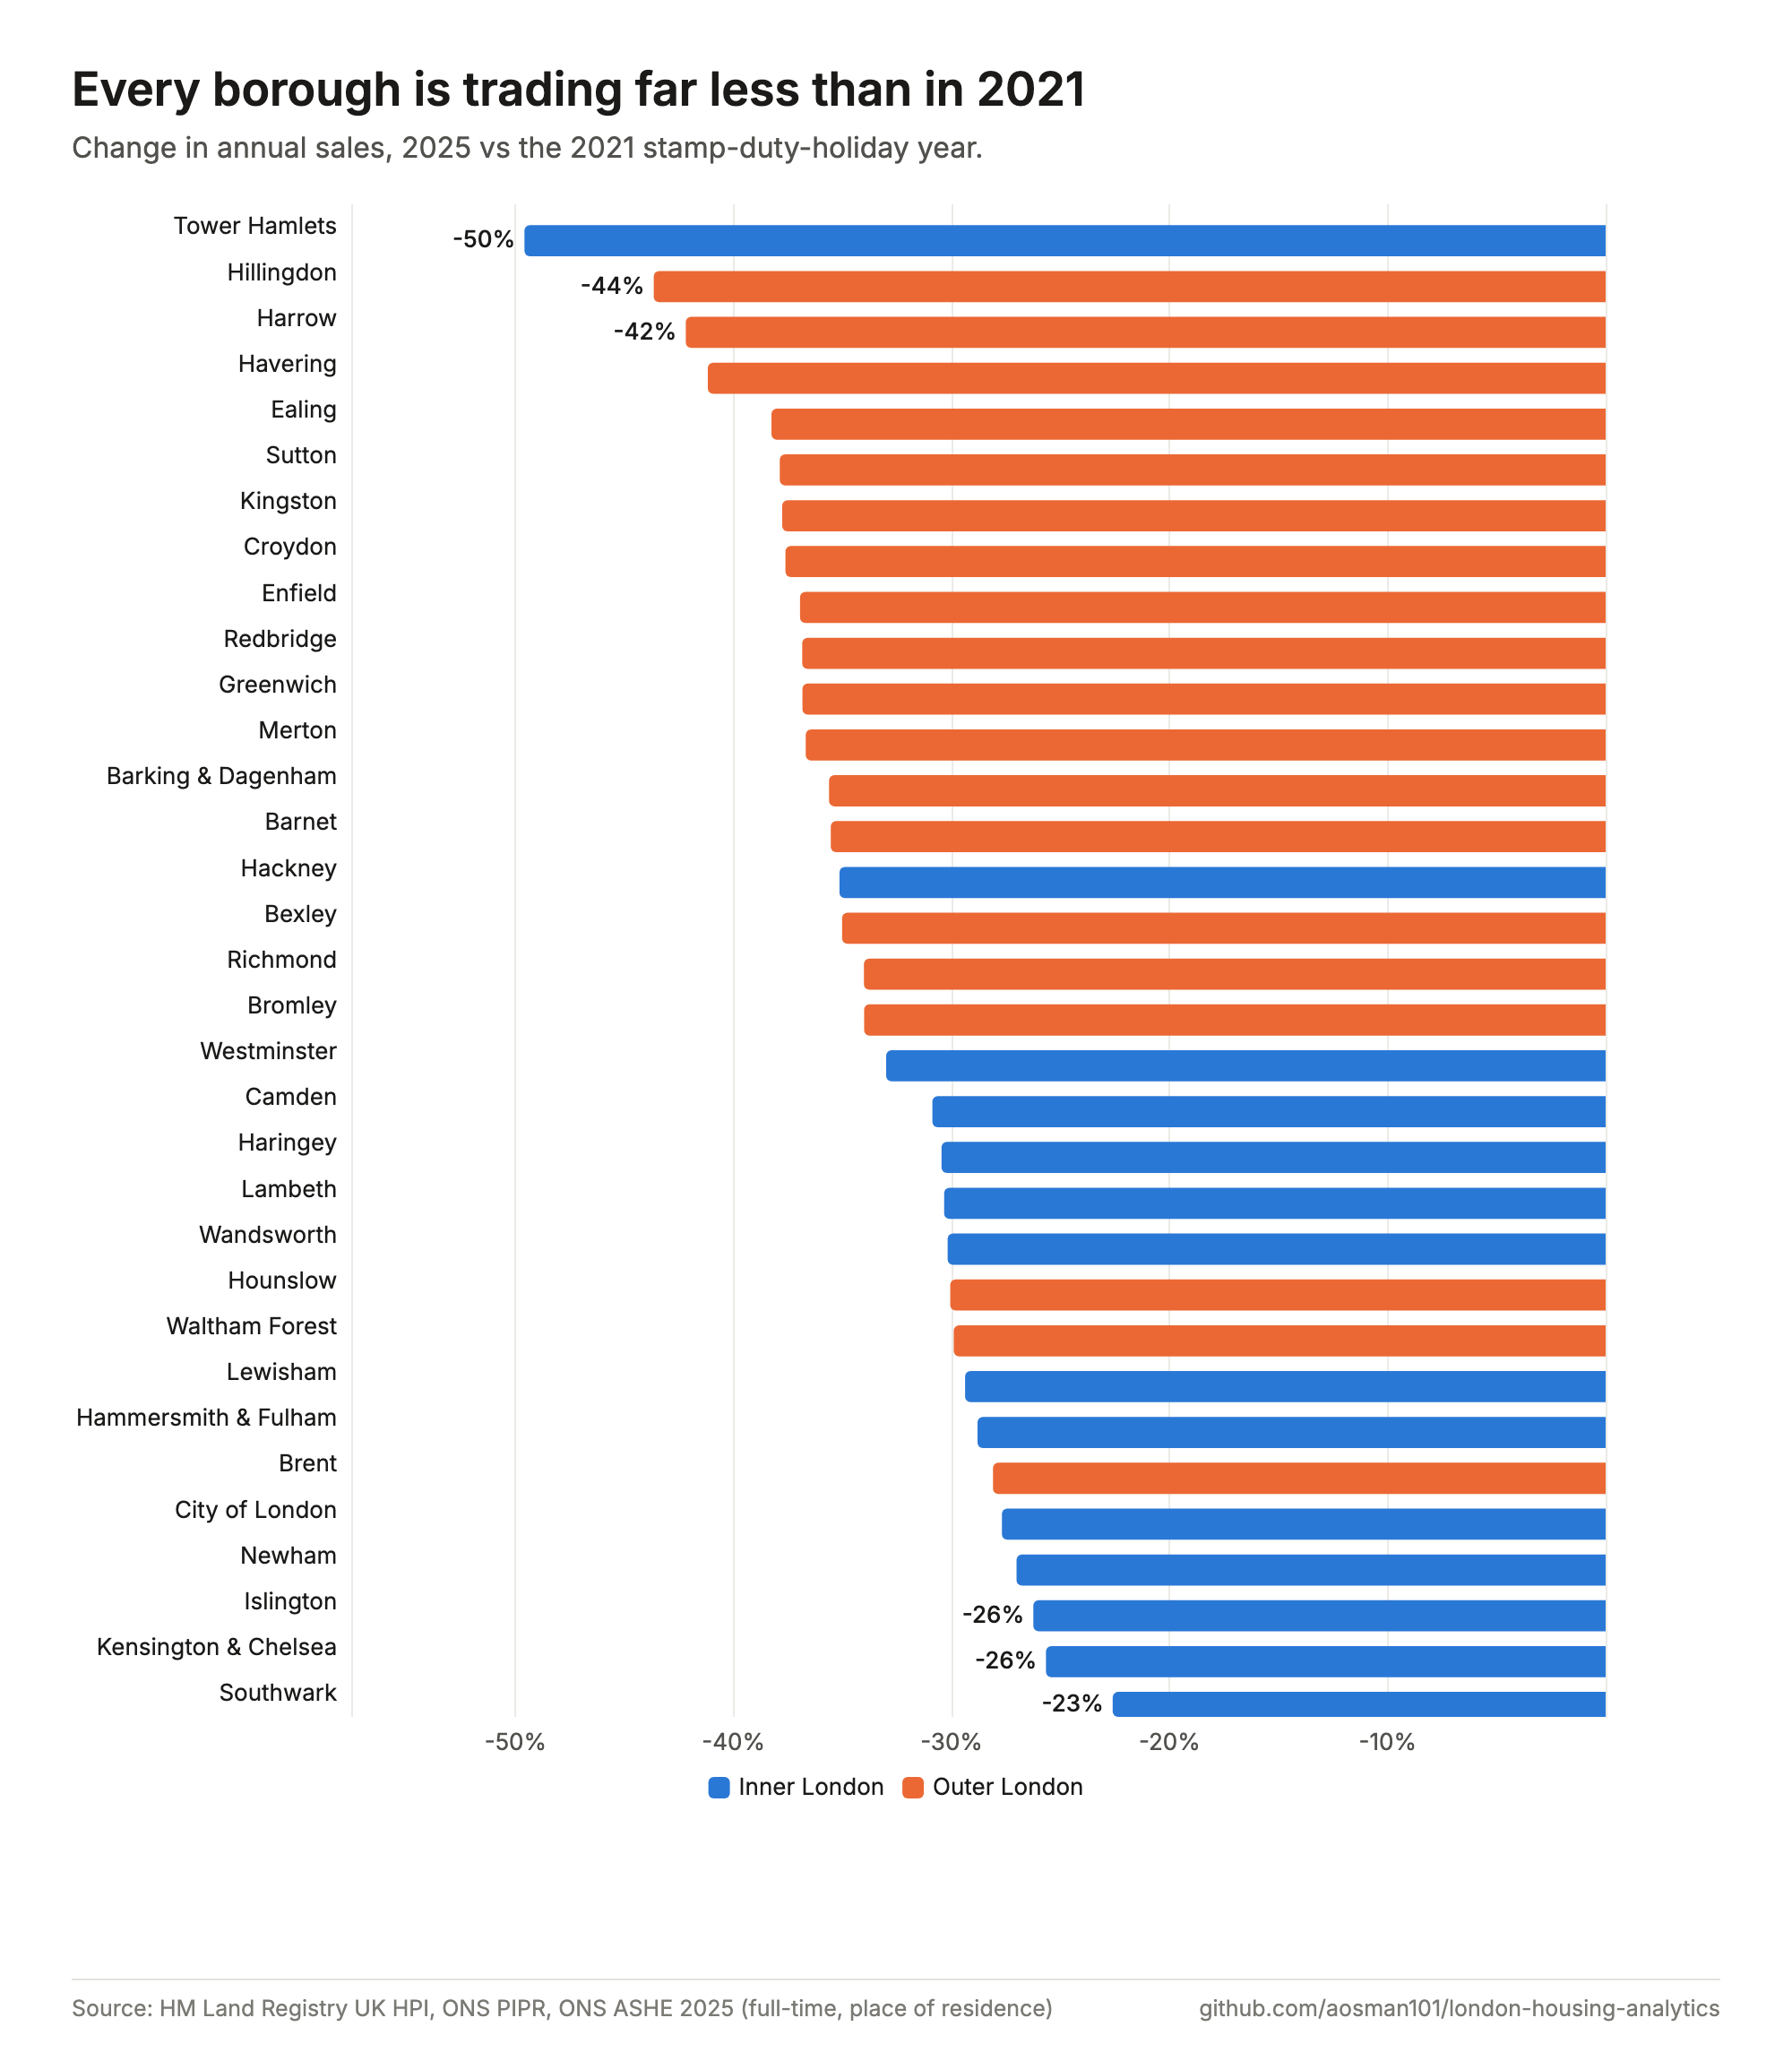 Every borough is trading far less than in 2021
Change in annual sales, 2025 vs the 2021 stamp-duty-holiday year.
Tower Hamlets
-50%
Hillingdon
-44%
Harrow
-42%
Havering
Ealing
Sutton
Kingston
Croydon
Enfield
Redbridge
Greenwich
Merton
Barking & Dagenham
Barnet
Hackney
Bexley
Richmond
Bromley
Westminster
Camden
Haringey
Lambeth
Wandsworth
Hounslow
Waltham Forest
Lewisham
Hammersmith & Fulham
Brent
City of London
Newham
Islington
-26%
Kensington & Chelsea
-26%
Southwark
-23%
-50% -40% -30% -20% -10%
Inner London Outer London
Source: HM Land Registry UK HPI, ONS PIPR, ONS ASHE 2025 (full-time, place of residence) github.com/aosman101/london-housing-analytics